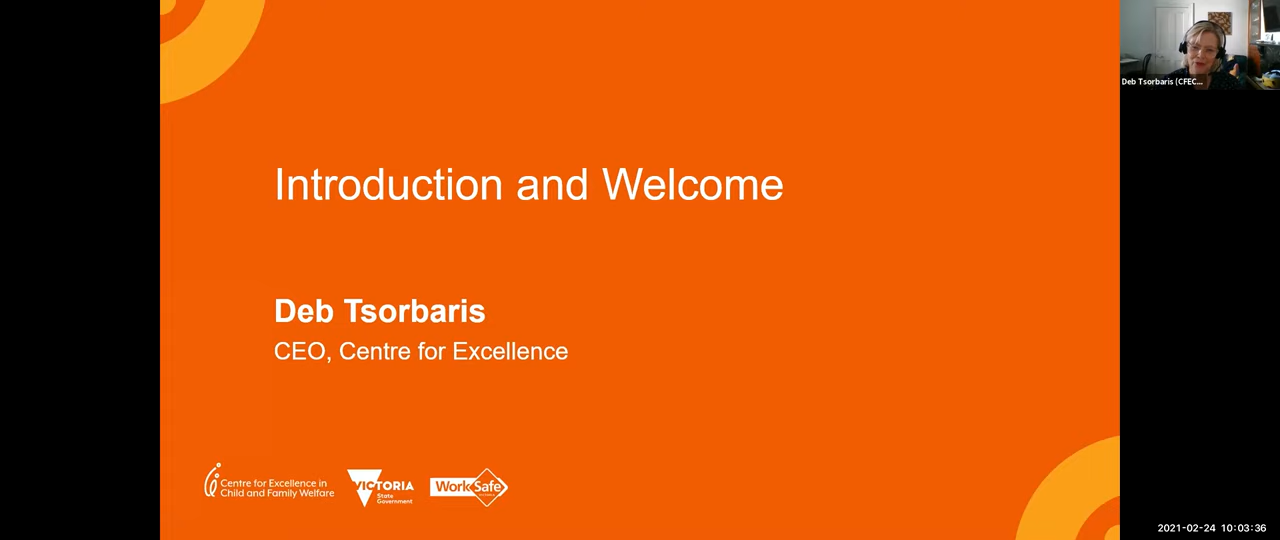 Introduction and Welcome
Deb Tsorbaris
CEO, Centre for Excellence
Centre for Excellence in
Child and Family Welfare
VICTORIA
State
Government
WorkSafe
Deb Tsorbaris (CFEC...
2021-02-24 10:03:36